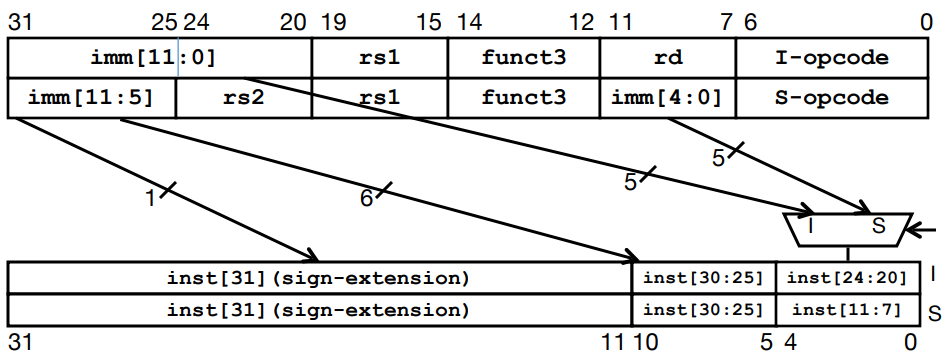 31 25 24 20 19 15 14 12 11 7 6 0
imm[11:0] rs1 funct3 rd I-opcode
imm[11:5] rs2 rs1 funct3 imm[4:0] S-opcode
5
5
1
6
I S
inst[31](sign-extension) inst[30:25] inst[24:20] I
inst[31](sign-extension) inst[30:25] inst[11:7] S
31 11 10 5 4 0